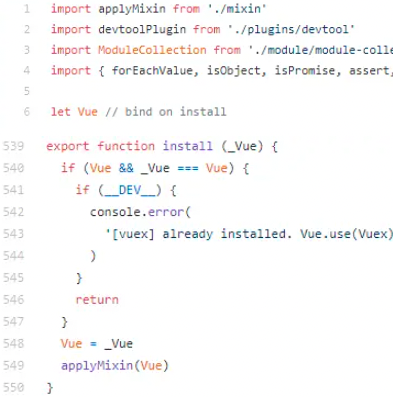 1 import applyMixin from './mixin'
2 import devtoolPlugin from './plugins/devtool'
3 import ModuleCollection from './module/module-colle
4 import { forEachValue, isObject, isPromise, assert,
5
6 let Vue // bind on install
539 export function install (_Vue) {
540 if (Vue && _Vue === Vue) {
541 if (__DEV__) {
542 console.error(
543 '[vuex] already installed. Vue.use(Vuex)
544 )
545 }
546 return
547 }
548 Vue = _Vue
549 applyMixin(Vue)
550 }